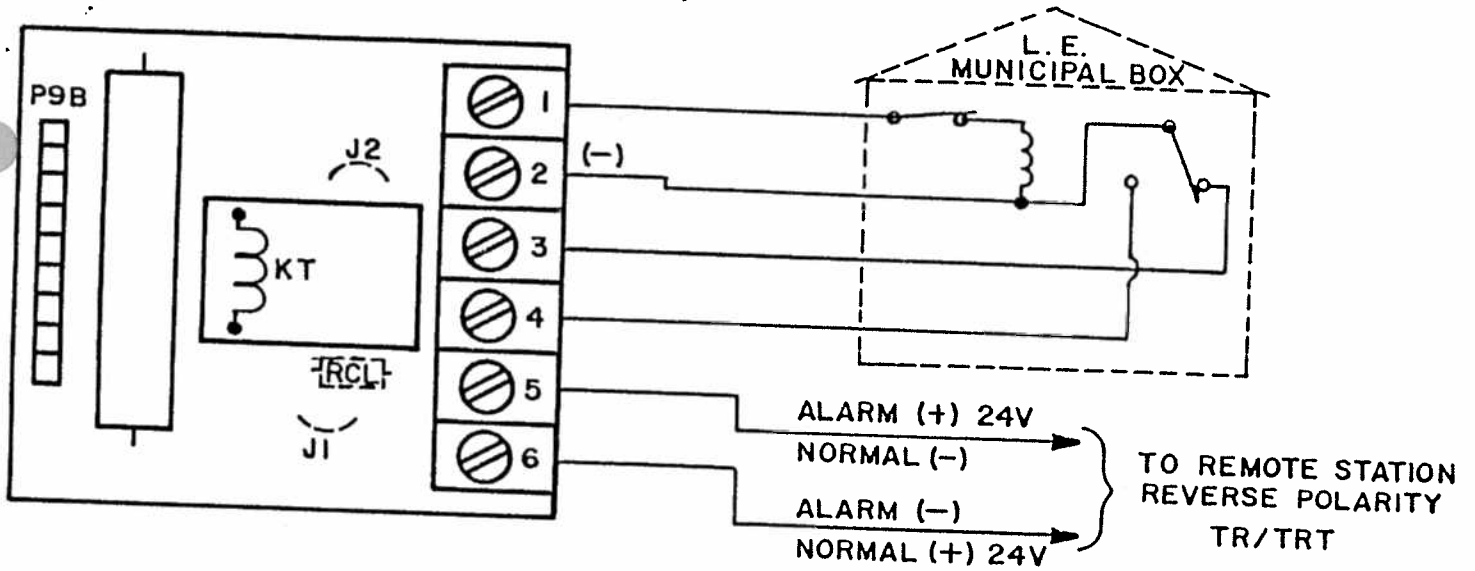 P9B
J2
KT
RCL
J1
1
2
3
4
5
6
(-)
L. E.
MUNICIPAL BOX
ALARM (+) 24V
NORMAL (-)
ALARM (-)
NORMAL (+) 24V
TO REMOTE STATION
REVERSE POLARITY
TR/TRT